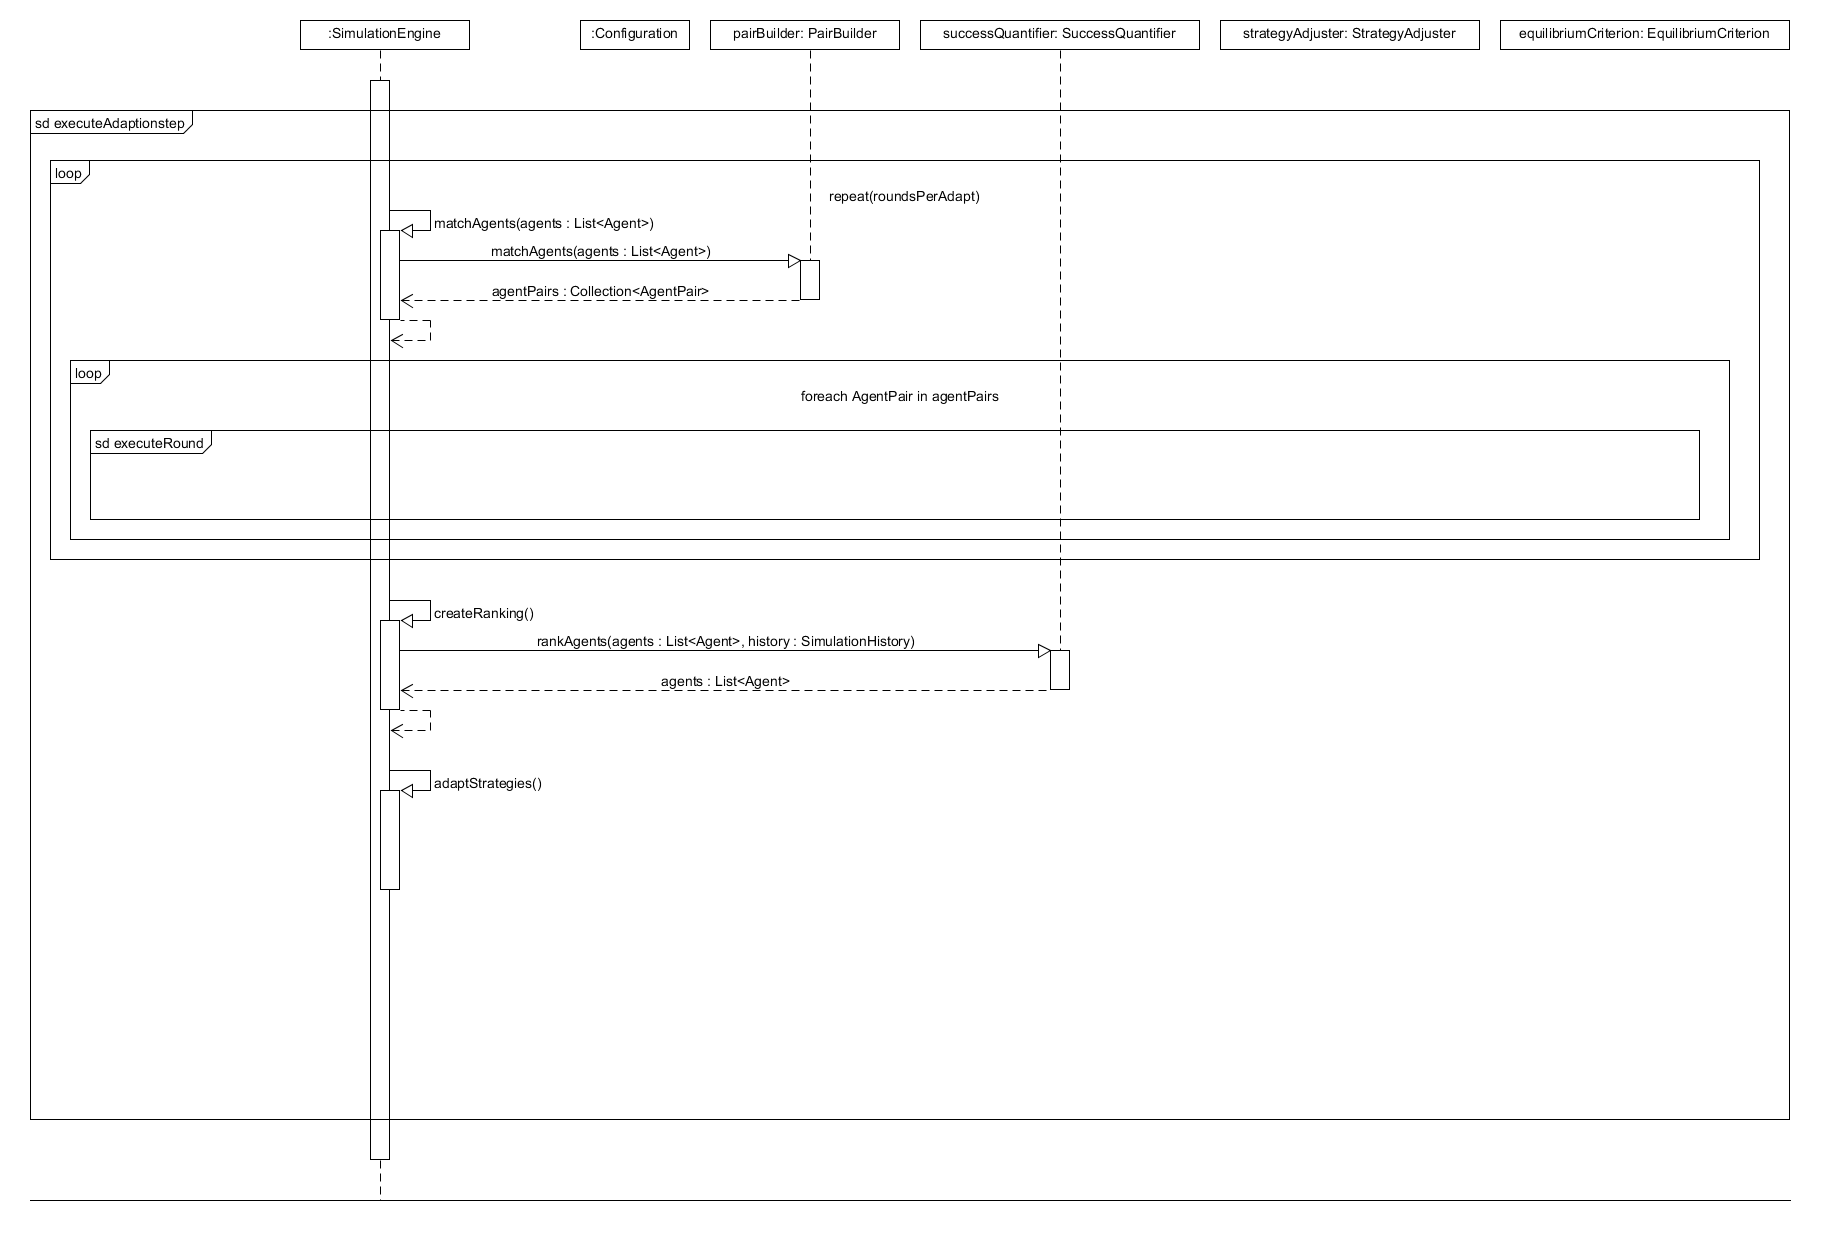 :SimulationEngine
:Configuration
pairBuilder: PairBuilder
successQuantifier: SuccessQuantifier
strategyAdjuster: StrategyAdjuster
equilibriumCriterion: EquilibriumCriterion
sd executeAdaptionstep
loop
repeat(roundsPerAdapt)
matchAgents(agents : List<Agent>)
matchAgents(agents : List<Agent>)
agentPairs : Collection<AgentPair>
loop
foreach AgentPair in agentPairs
sd executeRound
createRanking()
rankAgents(agents : List<Agent>, history : SimulationHistory)
agents : List<Agent>
adaptStrategies()